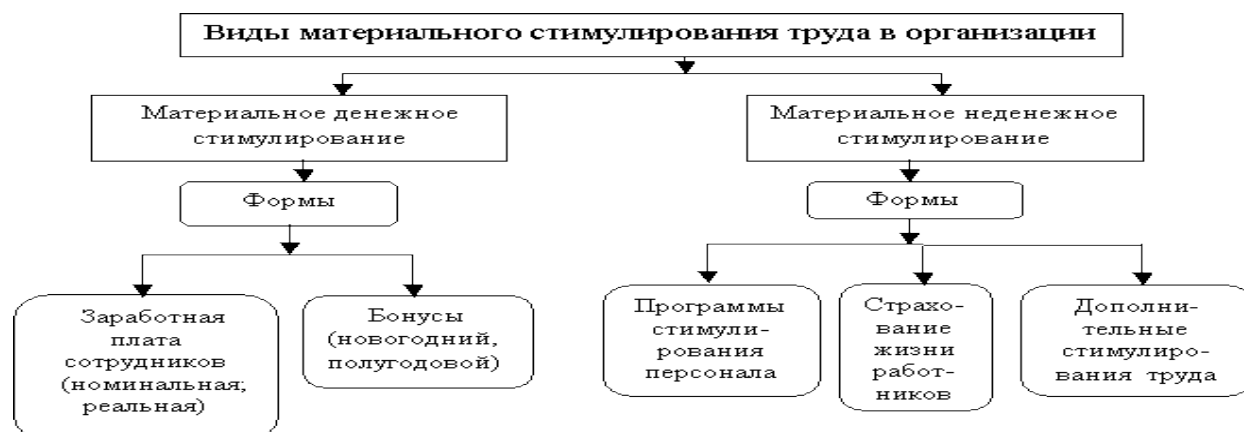 Виды материального стимулирования труда в организации
Материальное денежное
стимулирование
Материальное неденежное
стимулирование
Формы
Формы
Заработная
плата
сотрудников
(номинальная;
реальная)
Бонусы
(новогодний,
полугодовой)
Программы
стимули-
рования
персонала
Страхо-
вание
жизни
работ-
ников
Дополни-
тельные
стимулиро-
вания труда